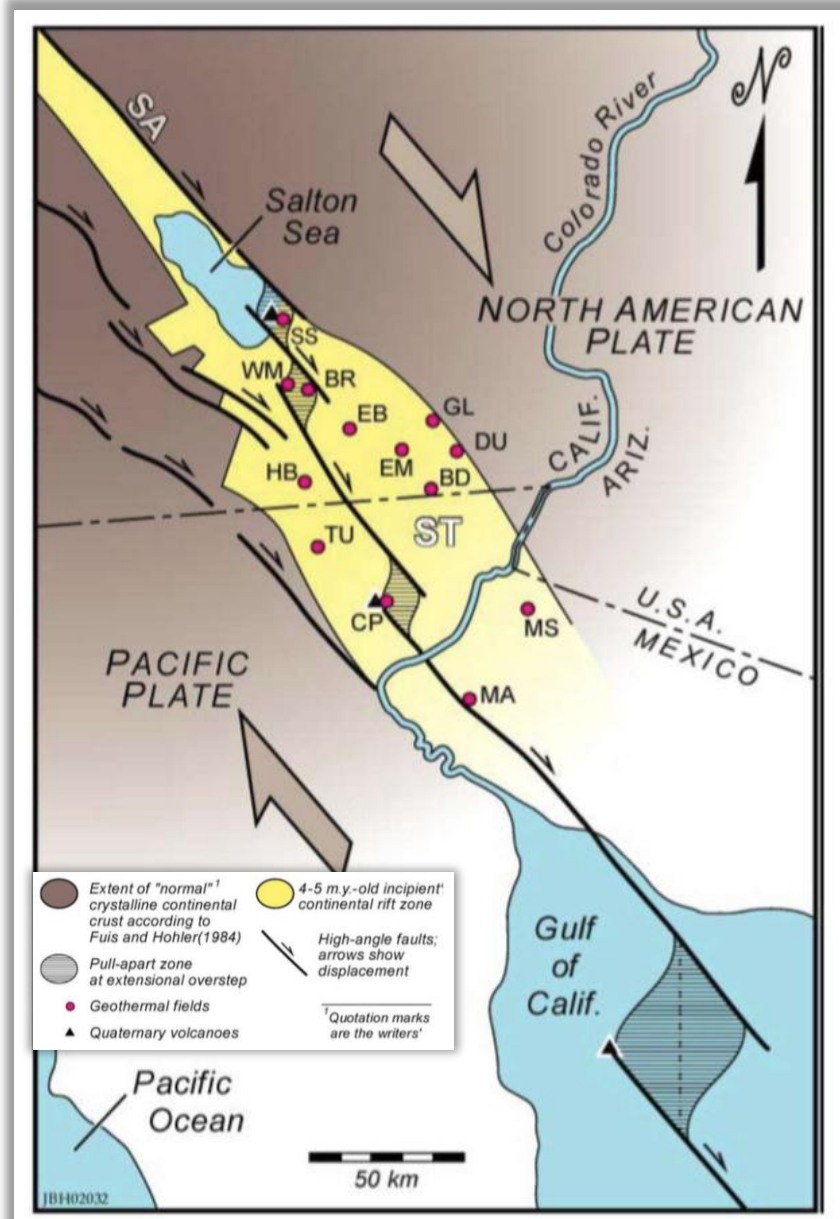 SA
N
Colorado River
Salton
Sea
NORTH AMERICAN
PLATE
SS
WM
BR
EB
GL
EM
DU
HB
BD
CALIF.
ARIZ.
ST
TU
CP
MS
U.S.A.
MEXICO
PACIFIC
PLATE
MA
Extent of "normal" ¹
crystalline continental
crust according to
Fuis and Hohler(1984)
Pull-apart zone
at extensional overstep
Geothermal fields
Quaternary volcanoes
4-5 m.y.-old incipient¹
continental rift zone
High-angle faults;
arrows show
displacement
¹Quotation marks
are the writers'
Gulf
of
Calif.
Pacific
Ocean
50 km
JBH02032